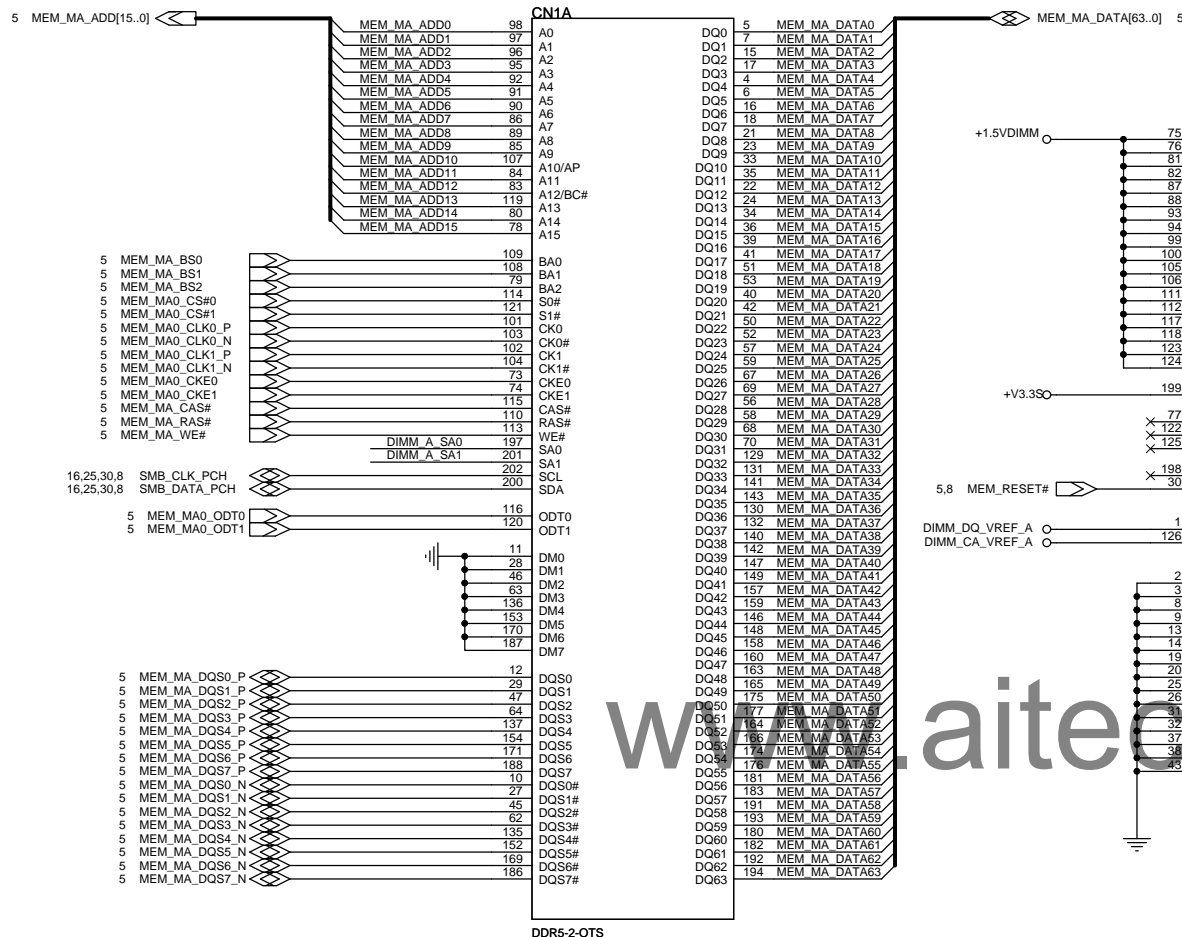 5 MEM_MA_ADD[15..0]
CN1A
MEM_MA_DATA[63..0] 5
MEM_MA_ADD0 98 A0
MEM_MA_ADD1 97 A1
MEM_MA_ADD2 96 A2
MEM_MA_ADD3 95 A3
MEM_MA_ADD4 92 A4
MEM_MA_ADD5 91 A5
MEM_MA_ADD6 90 A6
MEM_MA_ADD7 86 A7
MEM_MA_ADD8 89 A8
MEM_MA_ADD9 85 A9
MEM_MA_ADD10 107 A10/AP
MEM_MA_ADD11 84 A11
MEM_MA_ADD12 83 A12/BC#
MEM_MA_ADD13 119 A13
MEM_MA_ADD14 80 A14
MEM_MA_ADD15 78 A15
5 MEM_MA_BS0 109 BA0
5 MEM_MA_BS1 108 BA1
5 MEM_MA_BS2 79 BA2
5 MEM_MA0_CS#0 114 S0#
5 MEM_MA0_CS#1 121 S1#
5 MEM_MA0_CLK0_P 101 CK0
5 MEM_MA0_CLK0_N 103 CK0#
5 MEM_MA0_CLK1_P 102 CK1
5 MEM_MA0_CLK1_N 104 CK1#
5 MEM_MA0_CKE0 73 CKE0
5 MEM_MA0_CKE1 74 CKE1
5 MEM_MA_CAS# 115 CAS#
5 MEM_MA_RAS# 110 RAS#
5 MEM_MA_WE# 113 WE#
DIMM_A_SA0 197 SA0
DIMM_A_SA1 201 SA1
16,25,30,8 SMB_CLK_PCH 202 SCL
16,25,30,8 SMB_DATA_PCH 200 SDA
5 MEM_MA0_ODT0 116 ODT0
5 MEM_MA0_ODT1 120 ODT1
11 DM0
28 DM1
46 DM2
63 DM3
136 DM4
153 DM5
170 DM6
187 DM7
5 MEM_MA_DQS0_P 12 DQS0
5 MEM_MA_DQS1_P 29 DQS1
5 MEM_MA_DQS2_P 47 DQS2
5 MEM_MA_DQS3_P 64 DQS3
5 MEM_MA_DQS4_P 137 DQS4
5 MEM_MA_DQS5_P 154 DQS5
5 MEM_MA_DQS6_P 171 DQS6
5 MEM_MA_DQS7_P 188 DQS7
5 MEM_MA_DQS0_N 10 DQS0#
5 MEM_MA_DQS1_N 27 DQS1#
5 MEM_MA_DQS2_N 45 DQS2#
5 MEM_MA_DQS3_N 62 DQS3#
5 MEM_MA_DQS4_N 135 DQS4#
5 MEM_MA_DQS5_N 152 DQS5#
5 MEM_MA_DQS6_N 169 DQS6#
5 MEM_MA_DQS7_N 186 DQS7#
DQ0 5 MEM_MA_DATA0
DQ1 7 MEM_MA_DATA1
DQ2 15 MEM_MA_DATA2
DQ3 17 MEM_MA_DATA3
DQ4 4 MEM_MA_DATA4
DQ5 6 MEM_MA_DATA5
DQ6 16 MEM_MA_DATA6
DQ7 18 MEM_MA_DATA7
DQ8 21 MEM_MA_DATA8
DQ9 23 MEM_MA_DATA9
DQ10 33 MEM_MA_DATA10
DQ11 35 MEM_MA_DATA11
DQ12 22 MEM_MA_DATA12
DQ13 24 MEM_MA_DATA13
DQ14 34 MEM_MA_DATA14
DQ15 36 MEM_MA_DATA15
DQ16 39 MEM_MA_DATA16
DQ17 41 MEM_MA_DATA17
DQ18 51 MEM_MA_DATA18
DQ19 53 MEM_MA_DATA19
DQ20 40 MEM_MA_DATA20
DQ21 42 MEM_MA_DATA21
DQ22 50 MEM_MA_DATA22
DQ23 52 MEM_MA_DATA23
DQ24 57 MEM_MA_DATA24
DQ25 59 MEM_MA_DATA25
DQ26 67 MEM_MA_DATA26
DQ27 69 MEM_MA_DATA27
DQ28 56 MEM_MA_DATA28
DQ29 58 MEM_MA_DATA29
DQ30 68 MEM_MA_DATA30
DQ31 70 MEM_MA_DATA31
DQ32 129 MEM_MA_DATA32
DQ33 131 MEM_MA_DATA33
DQ34 141 MEM_MA_DATA34
DQ35 143 MEM_MA_DATA35
DQ36 130 MEM_MA_DATA36
DQ37 132 MEM_MA_DATA37
DQ38 140 MEM_MA_DATA38
DQ39 142 MEM_MA_DATA39
DQ40 147 MEM_MA_DATA40
DQ41 149 MEM_MA_DATA41
DQ42 157 MEM_MA_DATA42
DQ43 159 MEM_MA_DATA43
DQ44 146 MEM_MA_DATA44
DQ45 148 MEM_MA_DATA45
DQ46 158 MEM_MA_DATA46
DQ47 160 MEM_MA_DATA47
DQ48 163 MEM_MA_DATA48
DQ49 165 MEM_MA_DATA49
DQ50 175 MEM_MA_DATA50
DQ51 177 MEM_MA_DATA51
DQ52 164 MEM_MA_DATA52
DQ53 166 MEM_MA_DATA53
DQ54 174 MEM_MA_DATA54
DQ55 176 MEM_MA_DATA55
DQ56 181 MEM_MA_DATA56
DQ57 183 MEM_MA_DATA57
DQ58 191 MEM_MA_DATA58
DQ59 193 MEM_MA_DATA59
DQ60 180 MEM_MA_DATA60
DQ61 182 MEM_MA_DATA61
DQ62 192 MEM_MA_DATA62
DQ63 194 MEM_MA_DATA63
DDR5-2-OTS
+1.5VDIMM 75
76
81
82
87
88
93
94
99
100
105
106
111
112
117
118
123
124
+V3.3S 199
77
122
125
198
5,8 MEM_RESET# 30
DIMM_DQ_VREF_A 1
DIMM_CA_VREF_A 126
2
3
8
9
13
14
19
20
25
26
31
32
37
38
43
www.aitec